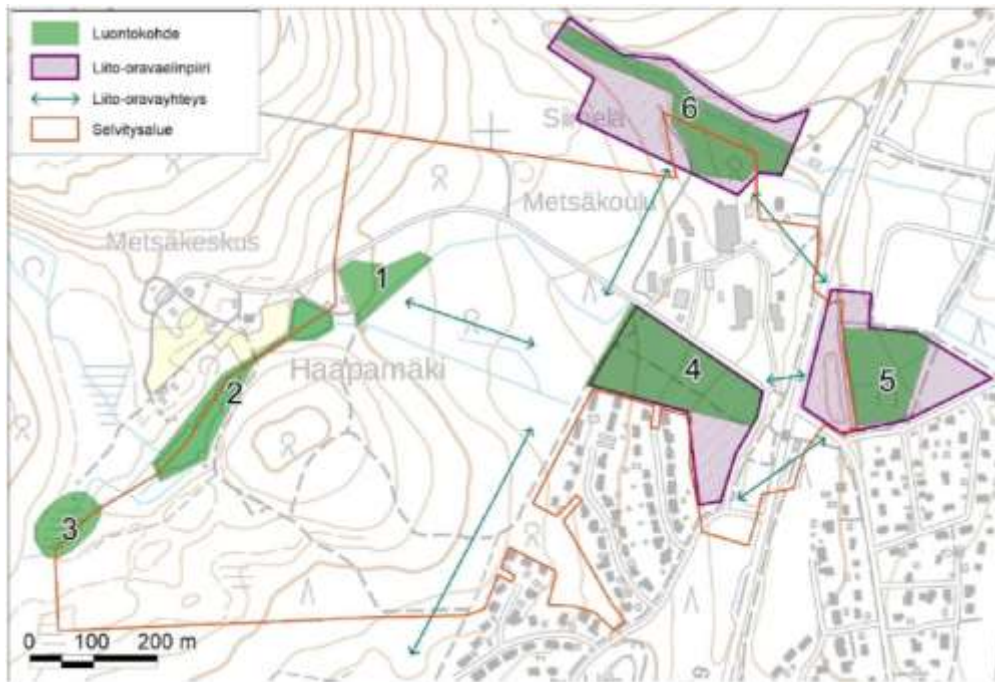 Luontokohde
Liito-oravaelinpiiri
Liito-oravayhteys
Selvitysalue
6
Metsäkoulu
Metsäkeskus
1
Haapamäki
4
5
2
3
0 100 200 m